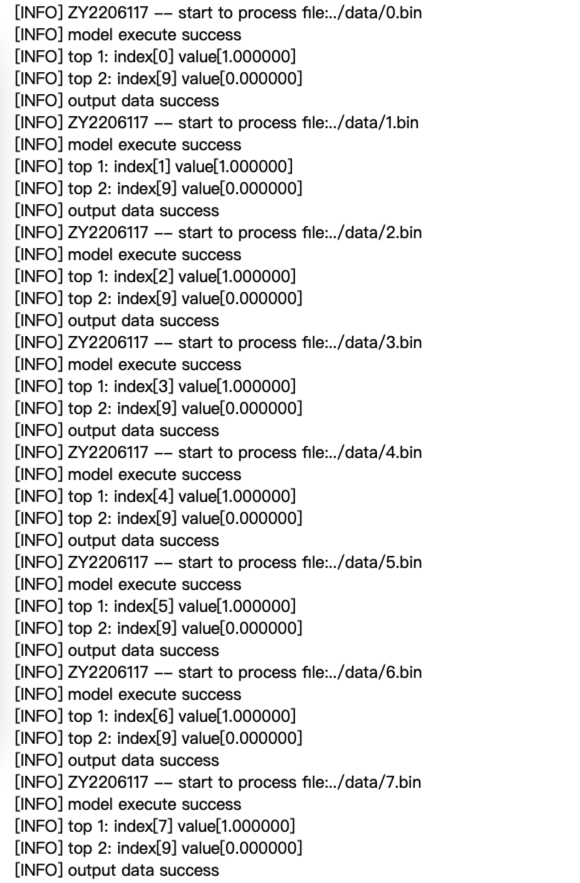 [INFO] ZY2206117 -- start to process file:../data/0.bin
[INFO] model execute success
[INFO] top 1: index[0] value[1.000000]
[INFO] top 2: index[9] value[0.000000]
[INFO] output data success
[INFO] ZY2206117 -- start to process file:../data/1.bin
[INFO] model execute success
[INFO] top 1: index[1] value[1.000000]
[INFO] top 2: index[9] value[0.000000]
[INFO] output data success
[INFO] ZY2206117 -- start to process file:../data/2.bin
[INFO] model execute success
[INFO] top 1: index[2] value[1.000000]
[INFO] top 2: index[9] value[0.000000]
[INFO] output data success
[INFO] ZY2206117 -- start to process file:../data/3.bin
[INFO] model execute success
[INFO] top 1: index[3] value[1.000000]
[INFO] top 2: index[9] value[0.000000]
[INFO] output data success
[INFO] ZY2206117 -- start to process file:../data/4.bin
[INFO] model execute success
[INFO] top 1: index[4] value[1.000000]
[INFO] top 2: index[9] value[0.000000]
[INFO] output data success
[INFO] ZY2206117 -- start to process file:../data/5.bin
[INFO] model execute success
[INFO] top 1: index[5] value[1.000000]
[INFO] top 2: index[9] value[0.000000]
[INFO] output data success
[INFO] ZY2206117 -- start to process file:../data/6.bin
[INFO] model execute success
[INFO] top 1: index[6] value[1.000000]
[INFO] top 2: index[9] value[0.000000]
[INFO] output data success
[INFO] ZY2206117 -- start to process file:../data/7.bin
[INFO] model execute success
[INFO] top 1: index[7] value[1.000000]
[INFO] top 2: index[9] value[0.000000]
[INFO] output data success